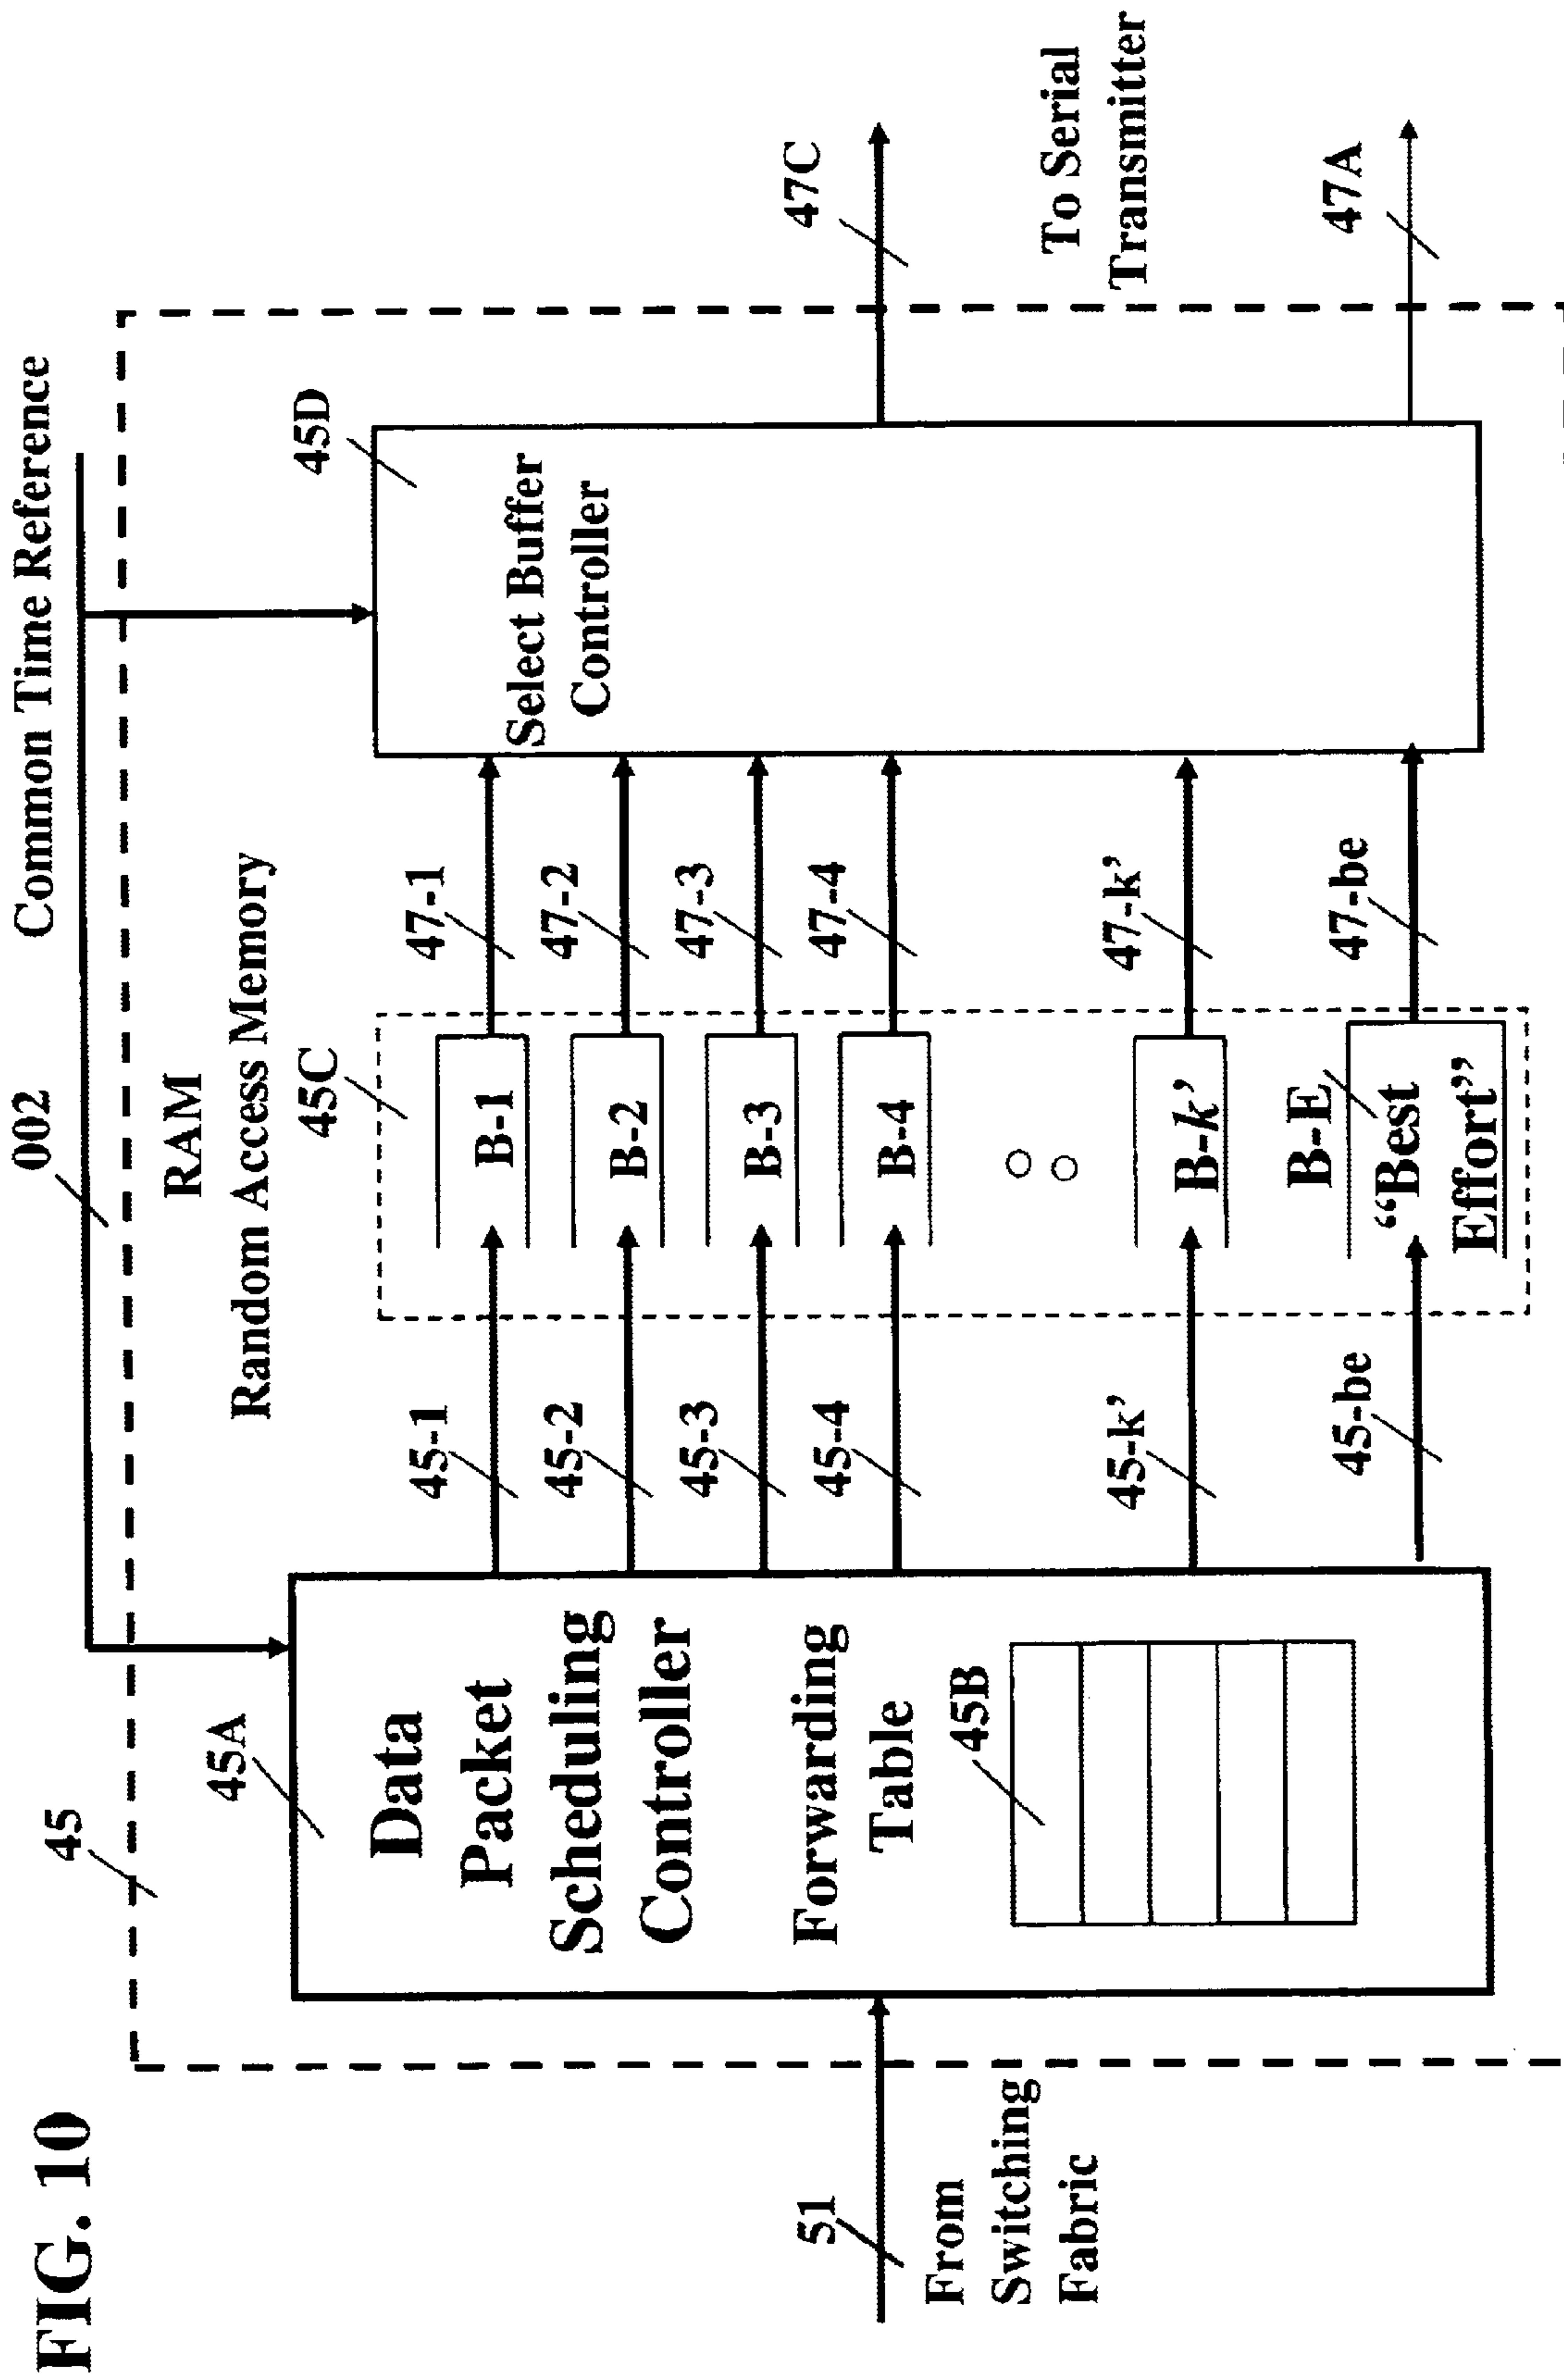 FIG. 10
002
Common Time Reference
45
RAM
Random Access Memory
45A
45C
45D
Data
Packet
Scheduling
Controller
Forwarding
Table
45B
45-1
45-2
45-3
45-4
45-k’
45-be
B-1
B-2
B-3
B-4
B-k’
B-E
“Best
Effort”
47-1
47-2
47-3
47-4
47-k’
47-be
Select Buffer
Controller
51
From
Switching
Fabric
47C
To Serial
Transmitter
47A